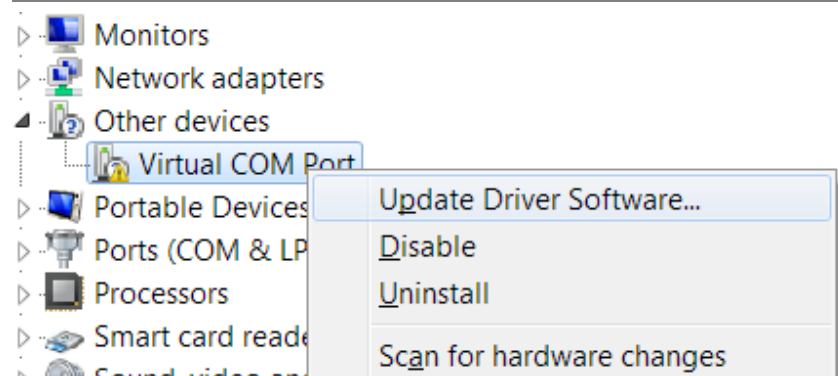 Monitors
Network adapters
Other devices
Virtual COM Port
Update Driver Software...
Portable Devices
Disable
Ports (COM & LP
Uninstall
Processors
Smart card reade
Scan for hardware changes